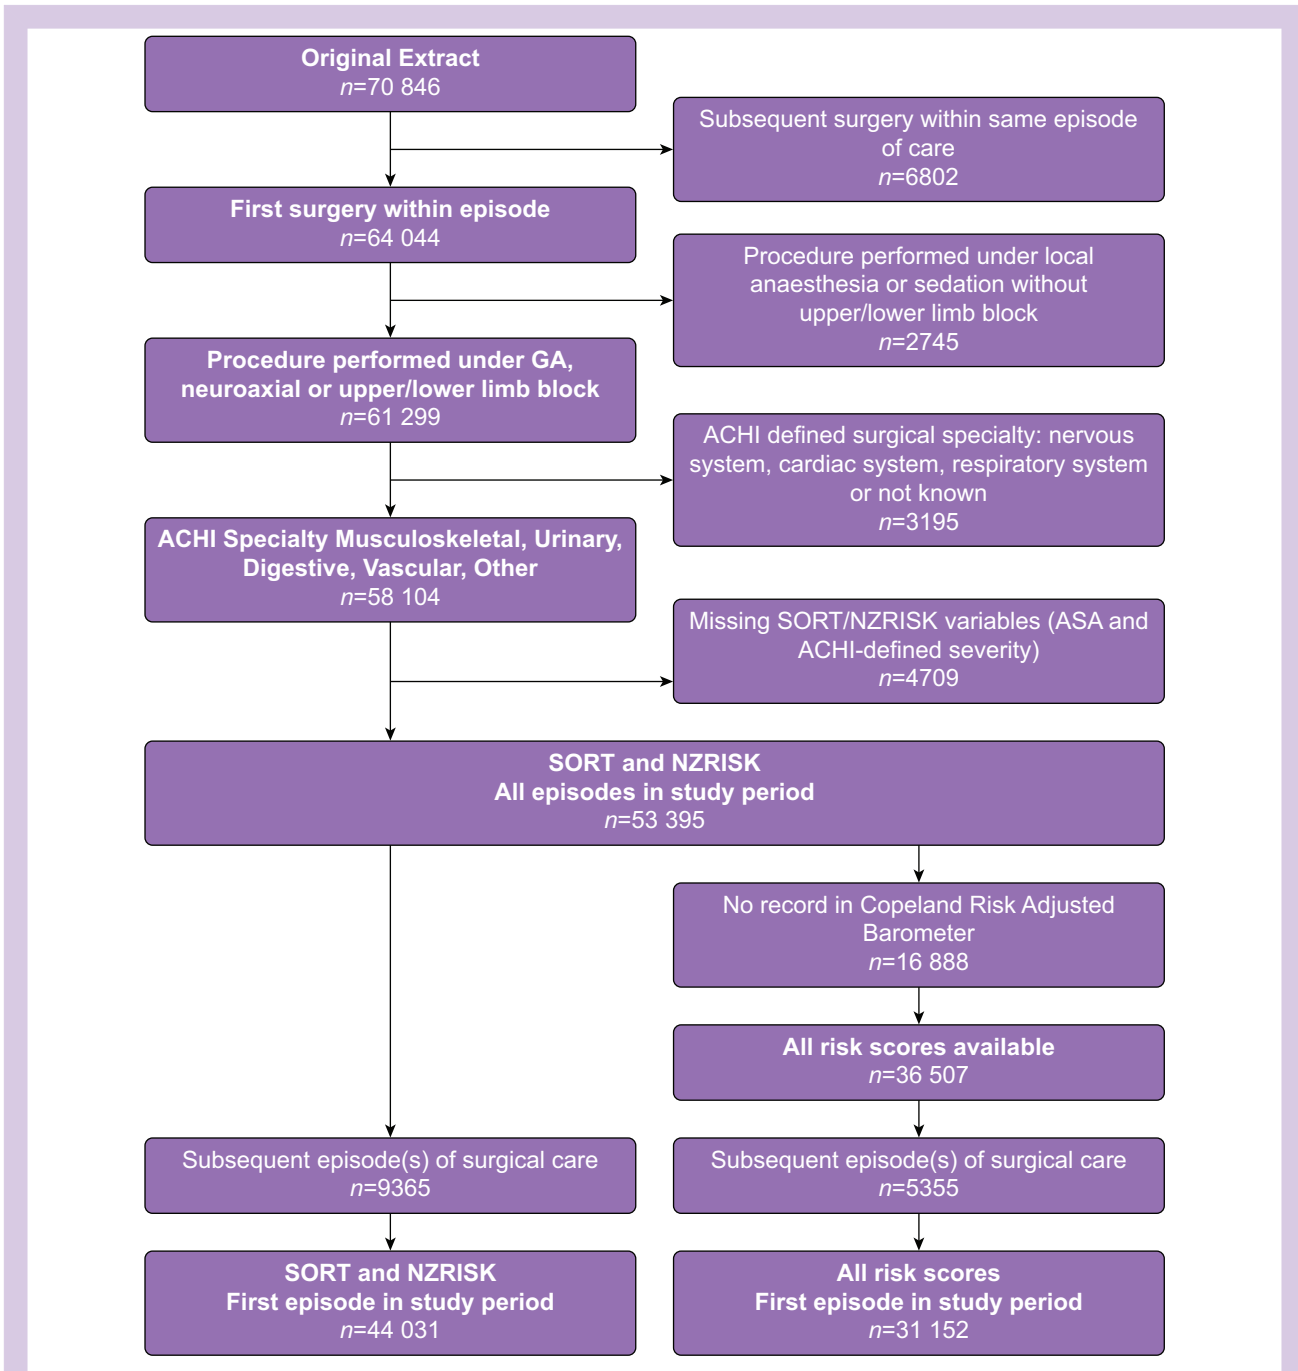 Original Extract
n=70 846
Subsequent surgery within same episode
of care
n=6802
First surgery within episode
n=64 044
Procedure performed under local
anaesthesia or sedation without
upper/lower limb block
n=2745
Procedure performed under GA,
neuroaxial or upper/lower limb block
n=61 299
ACHI defined surgical specialty: nervous
system, cardiac system, respiratory system
or not known
n=3195
ACHI Specialty Musculoskeletal, Urinary,
Digestive, Vascular, Other
n=58 104
Missing SORT/NZRISK variables (ASA and
ACHI-defined severity)
n=4709
SORT and NZRISK
All episodes in study period
n=53 395
No record in Copeland Risk Adjusted
Barometer
n=16 888
All risk scores available
n=36 507
Subsequent episode(s) of surgical care
n=9365
Subsequent episode(s) of surgical care
n=5355
SORT and NZRISK
First episode in study period
n=44 031
All risk scores
First episode in study period
n=31 152